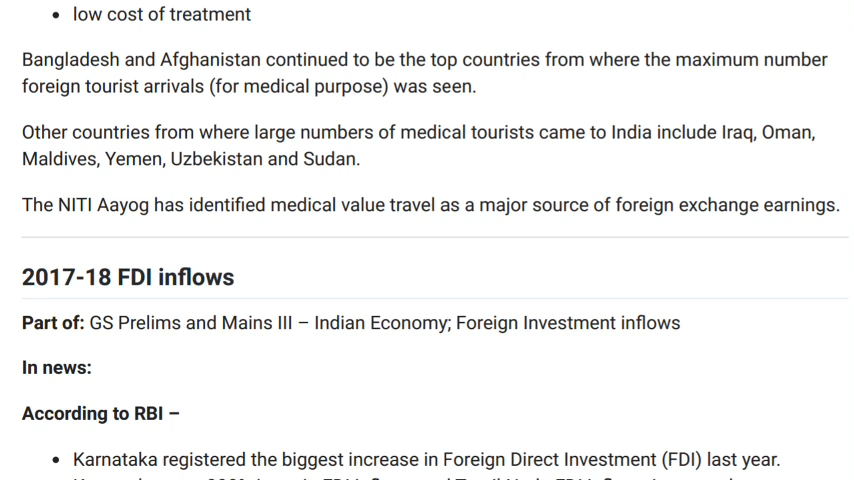 • low cost of treatment
Bangladesh and Afghanistan continued to be the top countries from where the maximum number
foreign tourist arrivals (for medical purpose) was seen.
Other countries from where large numbers of medical tourists came to India include Iraq, Oman,
Maldives, Yemen, Uzbekistan and Sudan.
The NITI Aayog has identified medical value travel as a major source of foreign exchange earnings.
2017-18 FDI inflows
Part of: GS Prelims and Mains III – Indian Economy; Foreign Investment inflows
In news:
According to RBI –
• Karnataka registered the biggest increase in Foreign Direct Investment (FDI) last year.